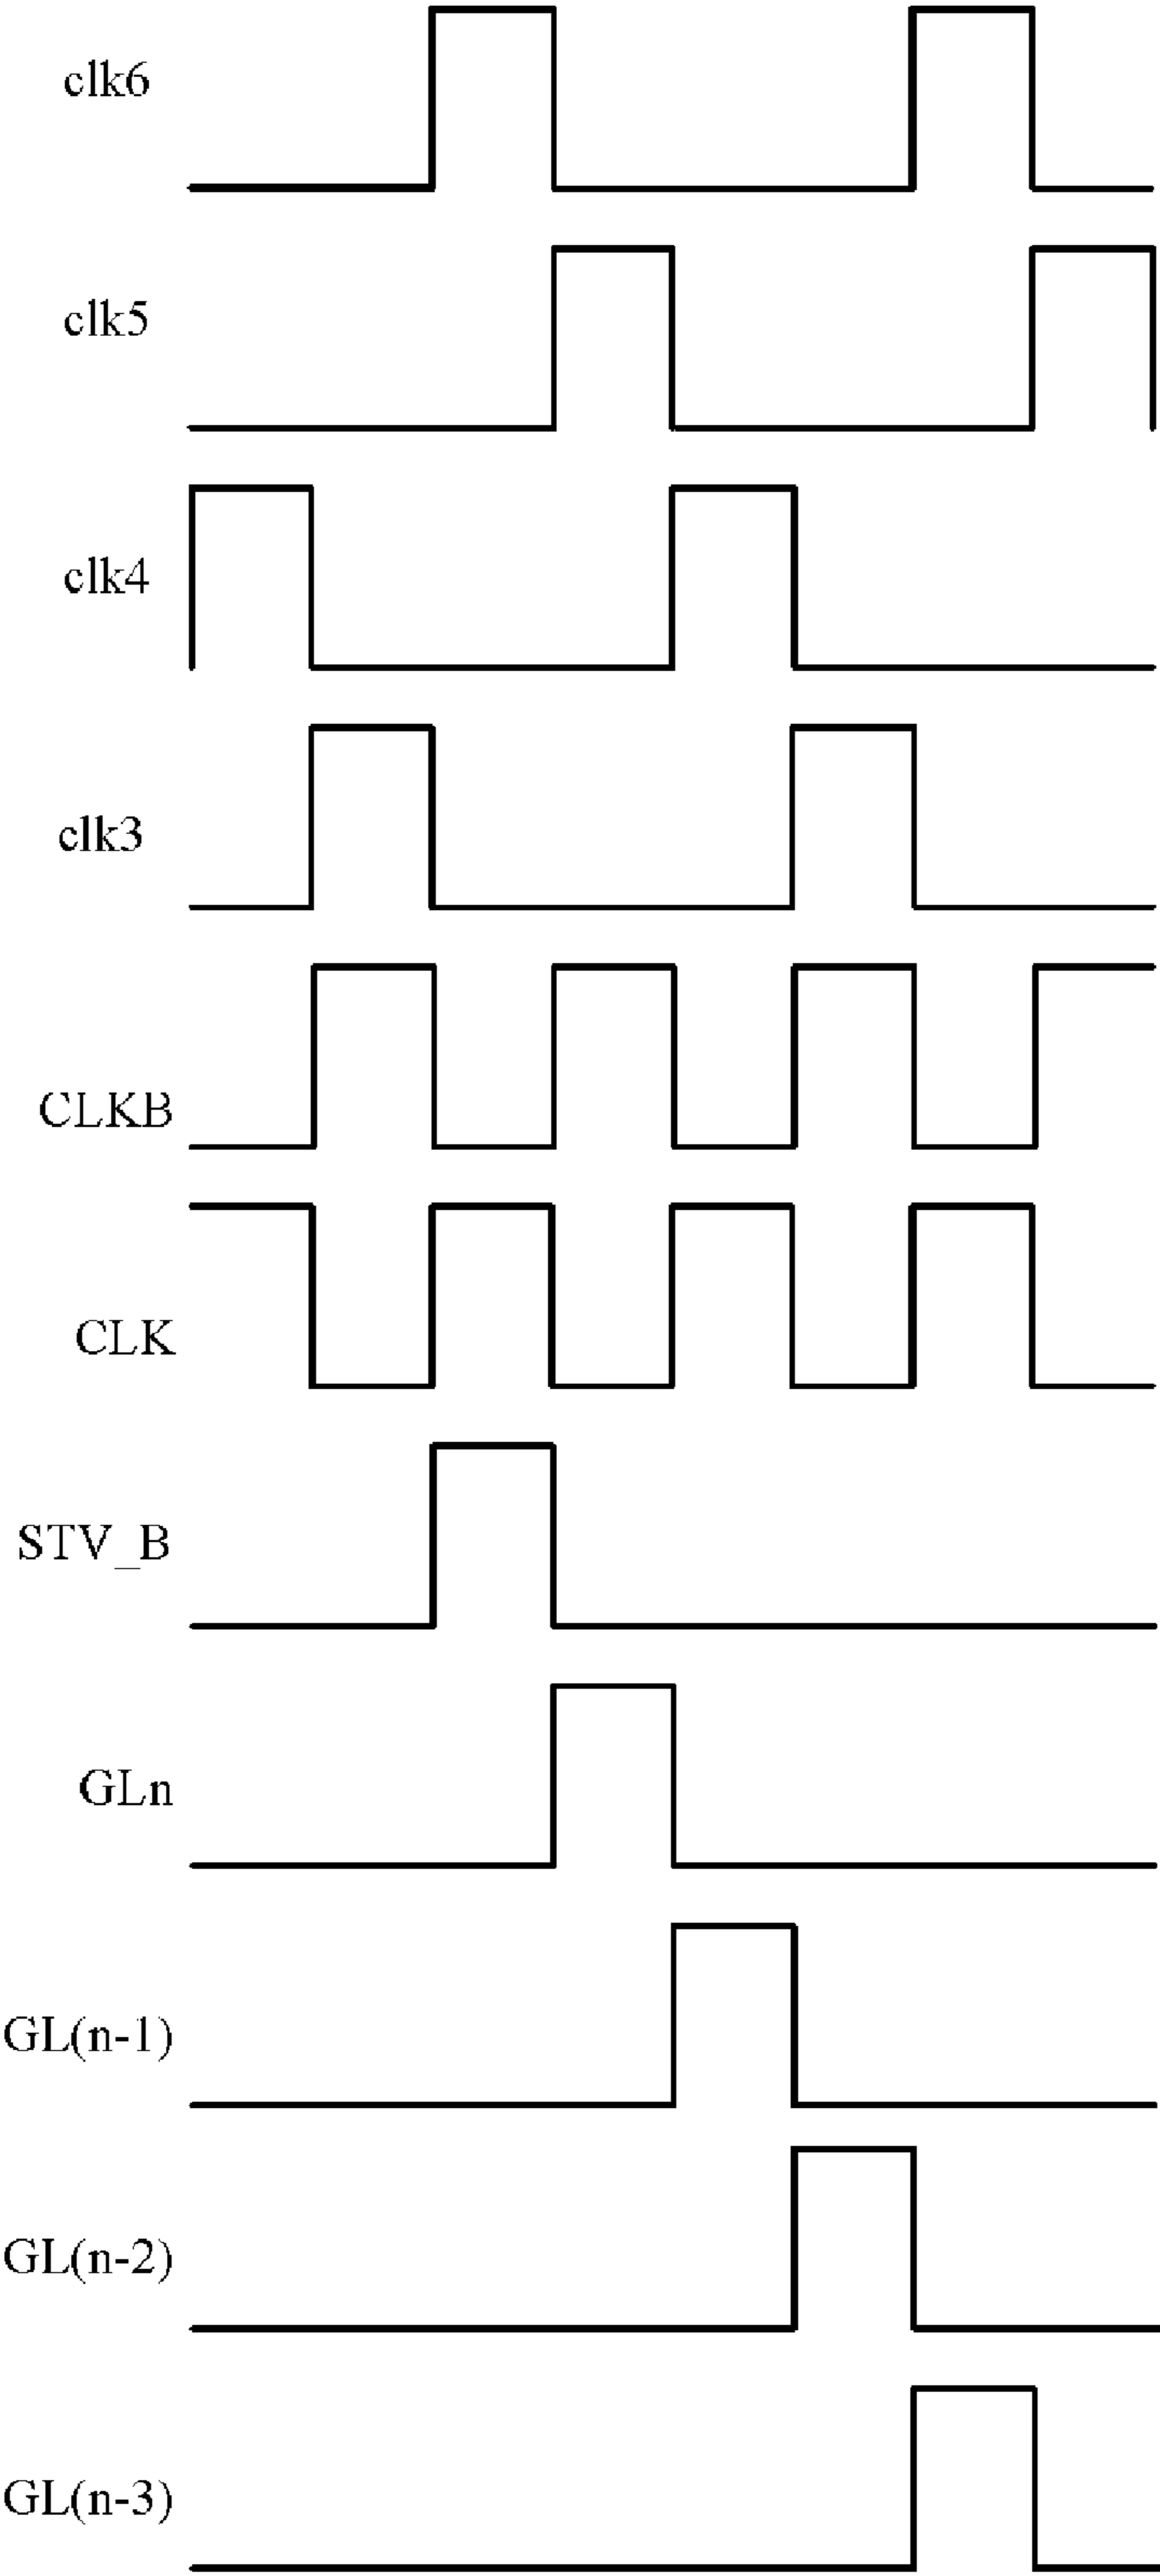 clk6
clk5
clk4
clk3
CLKB
CLK
STV_B
GLn
GL(n-1)
GL(n-2)
GL(n-3)